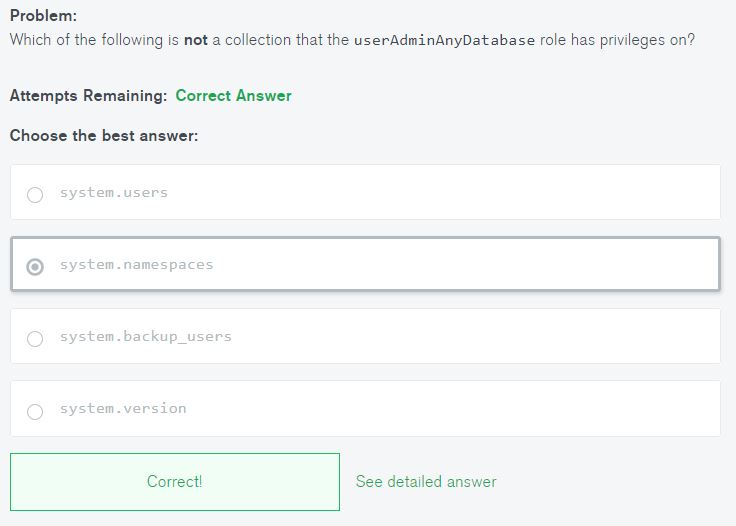 Problem:
Which of the following is not a collection that the userAdminAnyDatabase role has privileges on?
Attempts Remaining: Correct Answer
Choose the best answer:
system.users
system.namespaces
system.backup_users
system.version
Correct! See detailed answer